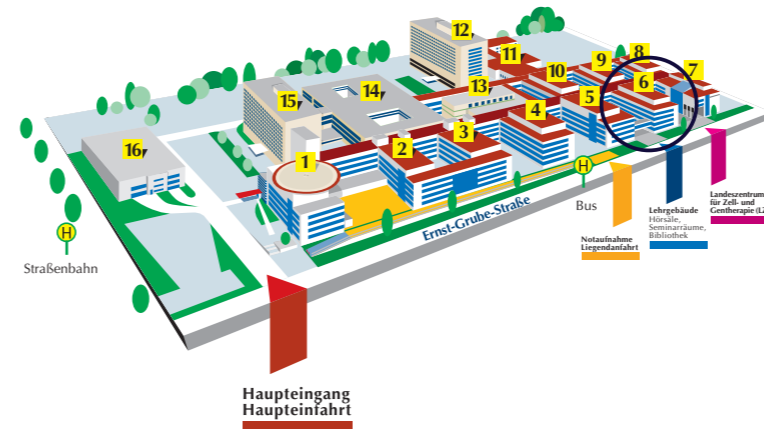 12
11
8
9
7
10
6
13
15
14
5
4
3
16
2
1
H
Bus
H
Straßenbahn
Ernst-Grube-Straße
Notaufnahme
Liegendanfahrt
Lehrgebäude
Hörsäle,
Seminarräume,
Bibliothek
Landeszentrum
für Zell- und
Gentherapie (LZ
Haupteingang
Haupteinfahrt